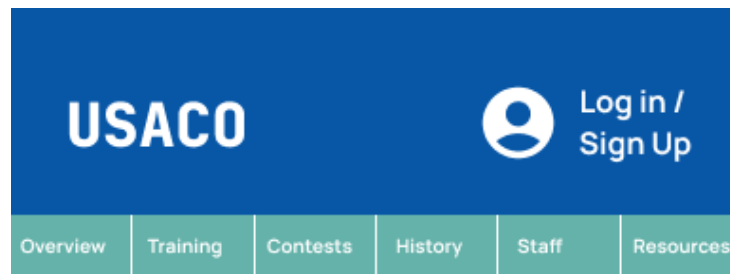 USACO
Log in /
Sign Up
Overview Training Contests History Staff Resources